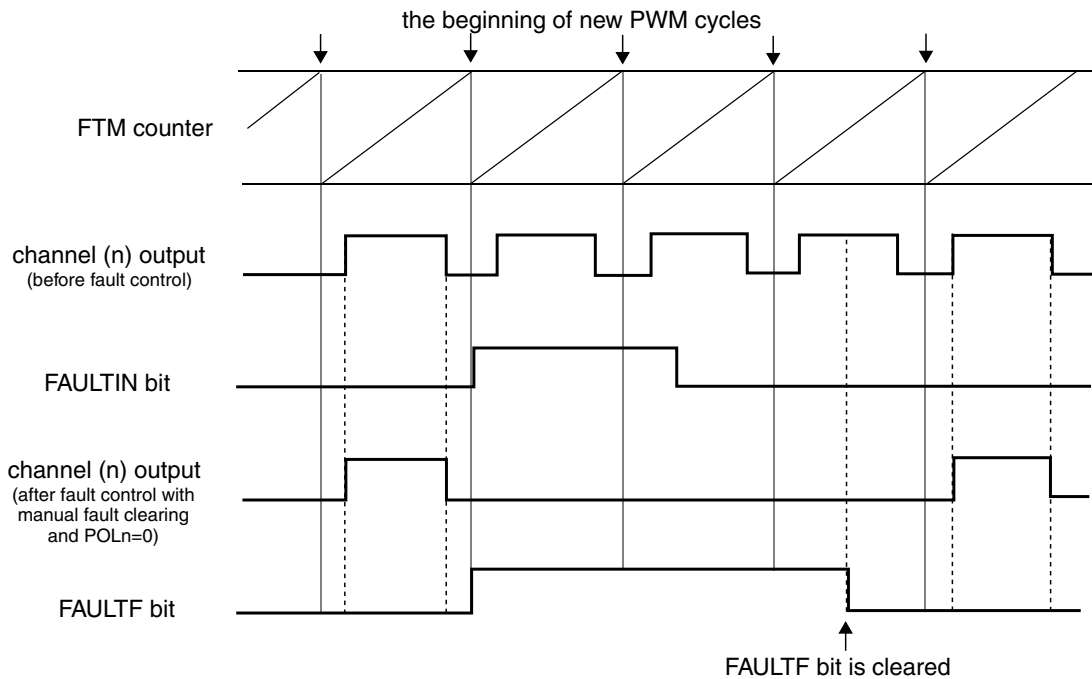 the beginning of new PWM cycles
FTM counter
channel (n) output
(before fault control)
FAULTIN bit
channel (n) output
(after fault control with
manual fault clearing
and POLn=0)
FAULTF bit
FAULTF bit is cleared